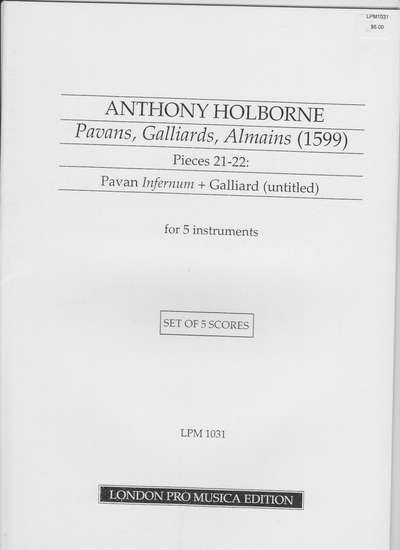 LPM1031
$6.00
ANTHONY HOLBORNE
Pavans, Galliards, Almains (1599)
Pieces 21-22:
Pavan Infernum + Galliard (untitled)
for 5 instruments
SET OF 5 SCORES
LPM 1031
LONDON PRO MUSICA EDITION